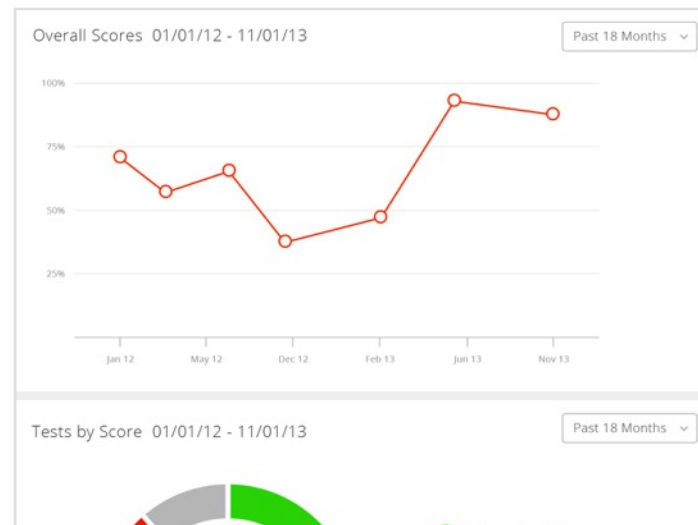 Overall Scores 01/01/12 - 11/01/13
Past 18 Months
100%
75%
50%
25%
Jan 12 May 12 Dec 12 Feb 13 Jun 13 Nov 13
Tests by Score 01/01/12 - 11/01/13
Past 18 Months